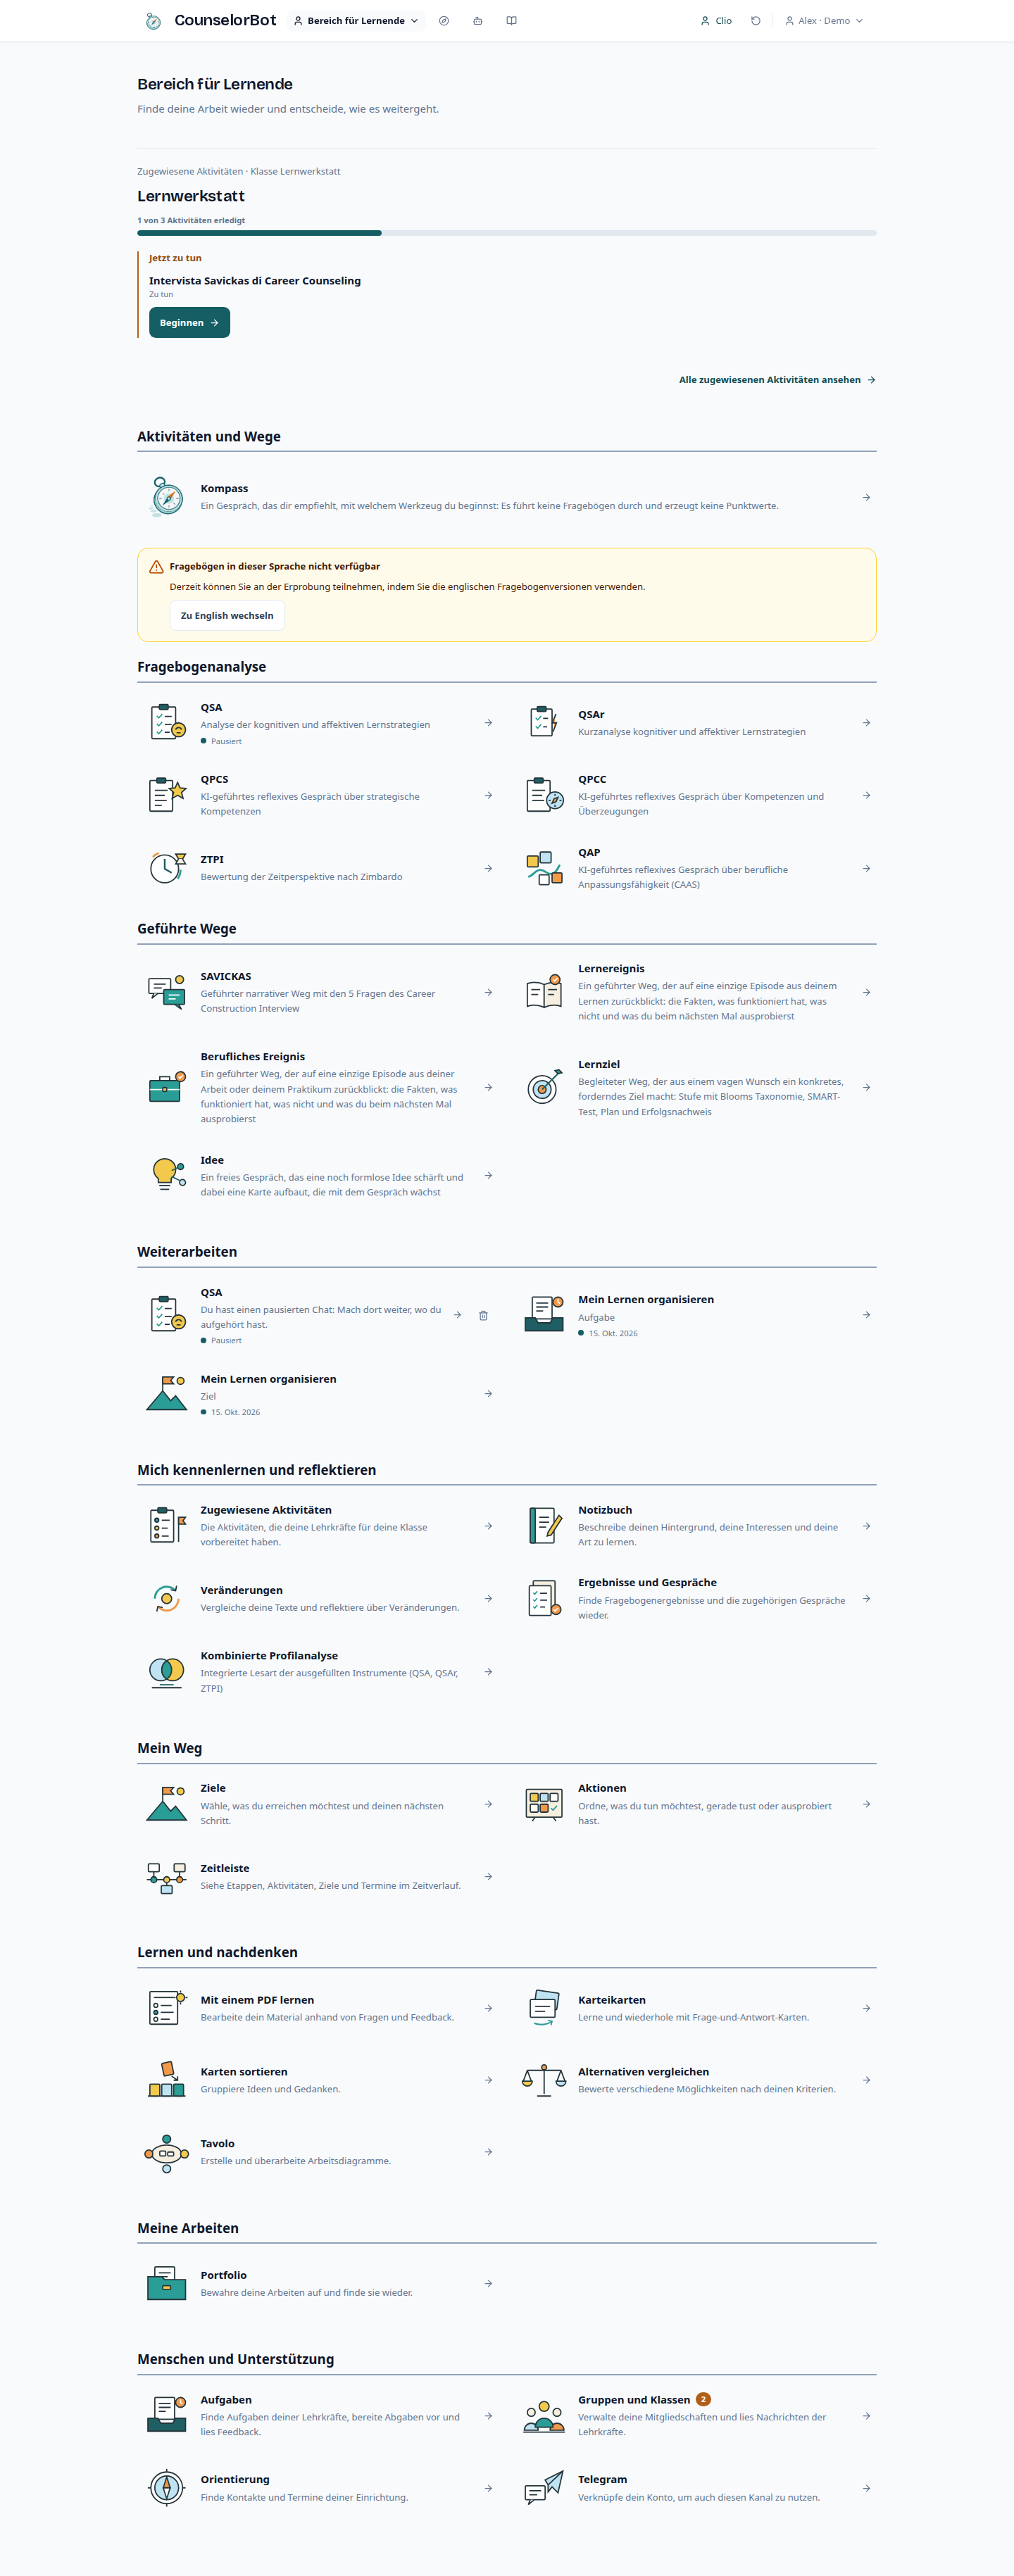 CounselorBot
Bereich für Lernende
Clio
Alex · Demo
Bereich für Lernende
Finde deine Arbeit wieder und entscheide, wie es weitergeht.
Zugewiesene Aktivitäten · Klasse Lernwerkstatt
Lernwerkstatt
1 von 3 Aktivitäten erledigt
Jetzt zu tun
Intervista Savickas di Career Counseling
Zu tun
Beginnen
Alle zugewiesenen Aktivitäten ansehen
Aktivitäten und Wege
Kompass
Ein Gespräch, das dir empfiehlt, mit welchem Werkzeug du beginnst: Es führt keine Fragebögen durch und erzeugt keine Punktwerte.
Fragebögen in dieser Sprache nicht verfügbar
Derzeit können Sie an der Erprobung teilnehmen, indem Sie die englischen Fragebogenversionen verwenden.
Zu English wechseln
Fragebogenanalyse
QSA
Analyse der kognitiven und affektiven Lernstrategien
Pausiert
QSAr
Kurzanalyse kognitiver und affektiver Lernstrategien
QPCS
KI-geführtes reflexives Gespräch über strategische
Kompetenzen
QPCC
KI-geführtes reflexives Gespräch über Kompetenzen und
Überzeugungen
ZTPI
Bewertung der Zeitperspektive nach Zimbardo
QAP
KI-geführtes reflexives Gespräch über berufliche
Anpassungsfähigkeit (CAAS)
Geführte Wege
SAVICKAS
Geführter narrativer Weg mit den 5 Fragen des Career
Construction Interview
Lernereignis
Ein geführter Weg, der auf eine einzige Episode aus deinem
Lernen zurückblickt: die Fakten, was funktioniert hat, was
nicht und was du beim nächsten Mal ausprobierst
Berufliches Ereignis
Ein geführter Weg, der auf eine einzige Episode aus deiner
Arbeit oder deinem Praktikum zurückblickt: die Fakten, was
funktioniert hat, was nicht und was du beim nächsten Mal
ausprobierst
Lernziel
Begleiteter Weg, der aus einem vagen Wunsch ein konkretes,
forderndes Ziel macht: Stufe mit Blooms Taxonomie, SMART-
Test, Plan und Erfolgsnachweis
Idee
Ein freies Gespräch, das eine noch formlose Idee schärft und
dabei eine Karte aufbaut, die mit dem Gespräch wächst
Weiterarbeiten
QSA
Du hast einen pausierten Chat: Mach dort weiter, wo du
aufgehört hast.
Pausiert
Mein Lernen organisieren
Aufgabe
15. Okt. 2026
Mein Lernen organisieren
Ziel
15. Okt. 2026
Mich kennenlernen und reflektieren
Zugewiesene Aktivitäten
Die Aktivitäten, die deine Lehrkräfte für deine Klasse
vorbereitet haben.
Notizbuch
Beschreibe deinen Hintergrund, deine Interessen und deine
Art zu lernen.
Veränderungen
Vergleiche deine Texte und reflektiere über Veränderungen.
Ergebnisse und Gespräche
Finde Fragebogenergebnisse und die zugehörigen Gespräche
wieder.
Kombinierte Profilanalyse
Integrierte Lesart der ausgefüllten Instrumente (QSA, QSAr,
ZTPI)
Mein Weg
Ziele
Wähle, was du erreichen möchtest und deinen nächsten
Schritt.
Aktionen
Ordne, was du tun möchtest, gerade tust oder ausprobiert
hast.
Zeitleiste
Siehe Etappen, Aktivitäten, Ziele und Termine im Zeitverlauf.
Lernen und nachdenken
Mit einem PDF lernen
Bearbeite dein Material anhand von Fragen und Feedback.
Karteikarten
Lerne und wiederhole mit Frage-und-Antwort-Karten.
Karten sortieren
Gruppiere Ideen und Gedanken.
Alternativen vergleichen
Bewerte verschiedene Möglichkeiten nach deinen Kriterien.
Tavolo
Erstelle und überarbeite Arbeitsdiagramme.
Meine Arbeiten
Portfolio
Bewahre deine Arbeiten auf und finde sie wieder.
Menschen und Unterstützung
Aufgaben
Finde Aufgaben deiner Lehrkräfte, bereite Abgaben vor und
lies Feedback.
Gruppen und Klassen 2
Verwalte deine Mitgliedschaften und lies Nachrichten der
Lehrkräfte.
Orientierung
Finde Kontakte und Termine deiner Einrichtung.
Telegram
Verknüpfe dein Konto, um auch diesen Kanal zu nutzen.